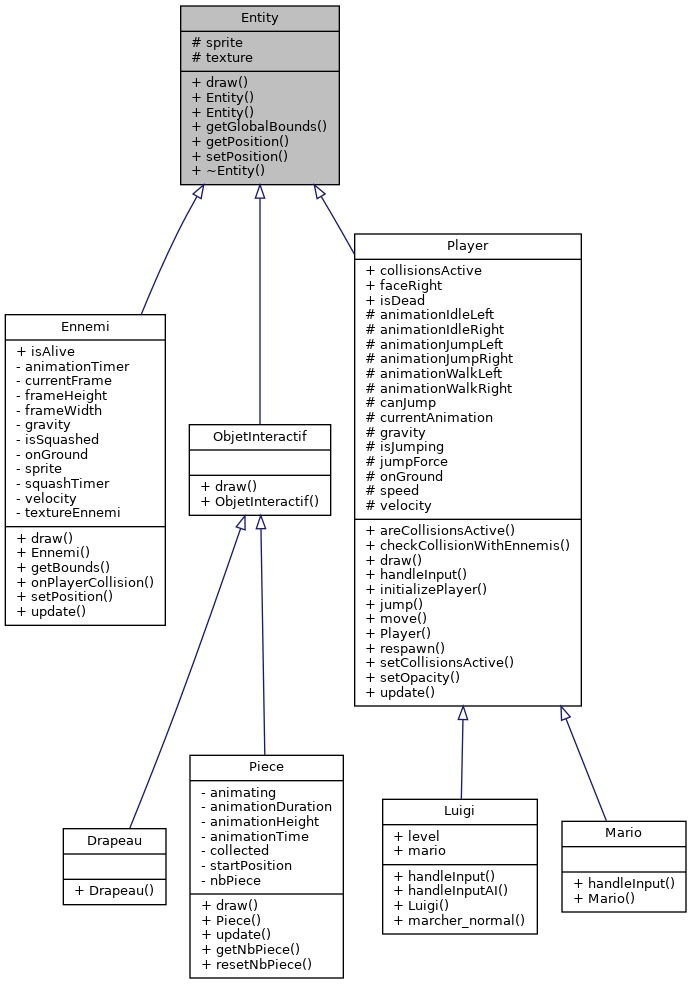 Entity
# sprite
# texture
+ draw()
+ Entity()
+ Entity()
+ getGlobalBounds()
+ getPosition()
+ setPosition()
+ ~Entity()
Ennemi
+ isAlive
- animationTimer
- currentFrame
- frameHeight
- frameWidth
- gravity
- isSquashed
- onGround
- sprite
- squashTimer
- velocity
- textureEnnemi
+ draw()
+ Ennemi()
+ getBounds()
+ onPlayerCollision()
+ setPosition()
+ update()
ObjetInteractif
+ draw()
+ ObjetInteractif()
Player
+ collisionsActive
+ faceRight
+ isDead
# animationIdleLeft
# animationIdleRight
# animationJumpLeft
# animationJumpRight
# animationWalkLeft
# animationWalkRight
# canJump
# currentAnimation
# gravity
# isJumping
# jumpForce
# onGround
# speed
# velocity
+ areCollisionsActive()
+ checkCollisionWithEnnemis()
+ draw()
+ handleInput()
+ initializePlayer()
+ jump()
+ move()
+ Player()
+ respawn()
+ setCollisionsActive()
+ setOpacity()
+ update()
Drapeau
+ Drapeau()
Piece
- animating
- animationDuration
- animationHeight
- animationTime
- collected
- startPosition
- nbPiece
+ draw()
+ Piece()
+ update()
+ getNbPiece()
+ resetNbPiece()
Luigi
+ level
+ mario
+ handleInput()
+ handleInputAI()
+ Luigi()
+ marcher_normal()
Mario
+ handleInput()
+ Mario()